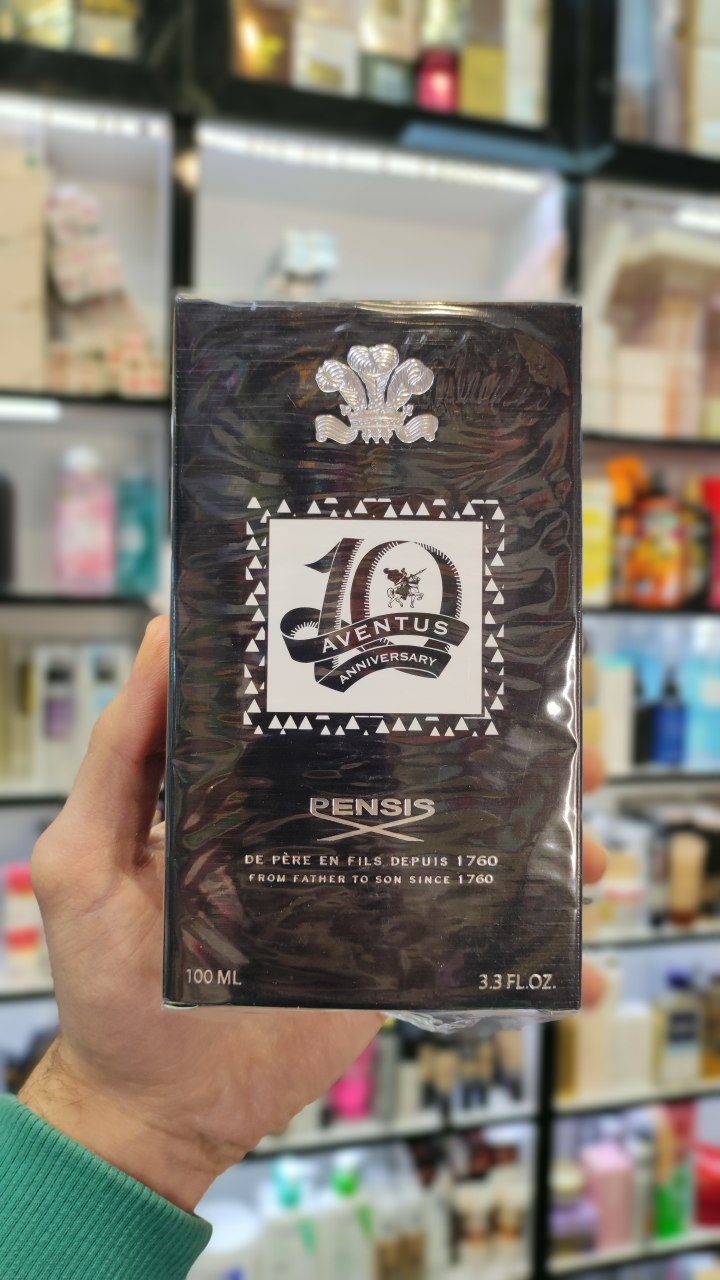 10
AVENTUS
ANNIVERSARY
PENSIS
DE PÈRE EN FILS DEPUIS 1760
FROM FATHER TO SON SINCE 1760
100 ML
3.3 FL.OZ.